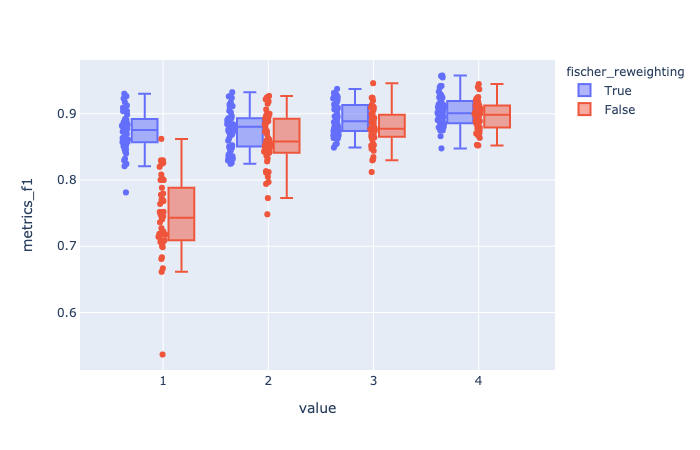 fischer_reweighting
True
False
metrics_f1
0.9
0.8
0.7
0.6
1 2 3 4
value